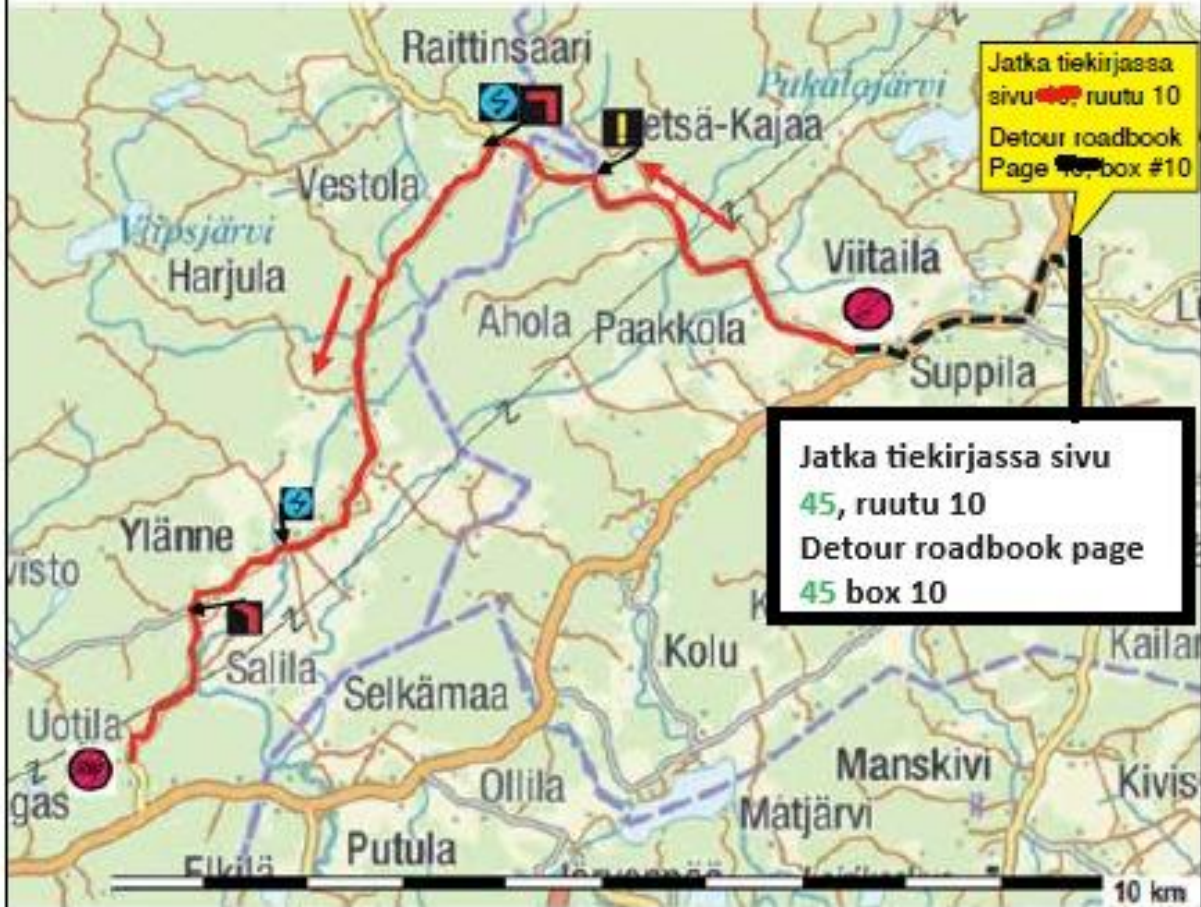 Raittinsaari
Pukälojärvi
Jatka tiekirjassa
sivu ruutu 10
Detour roadbook
Page box #10
etsä-Kajaa
Vestola
Viipsjärvi
Harjula
Viitaila
Ahola
Paakkola
Suppila
Jatka tiekirjassa sivu
45, ruutu 10
Detour roadbook page
45 box 10
Ylänne
visto
Salila
Kolu
Kailar
Selkämaa
Uotila
gas
Ollila
Manskivi
Matjärvi
Kivis
Putula
10 km